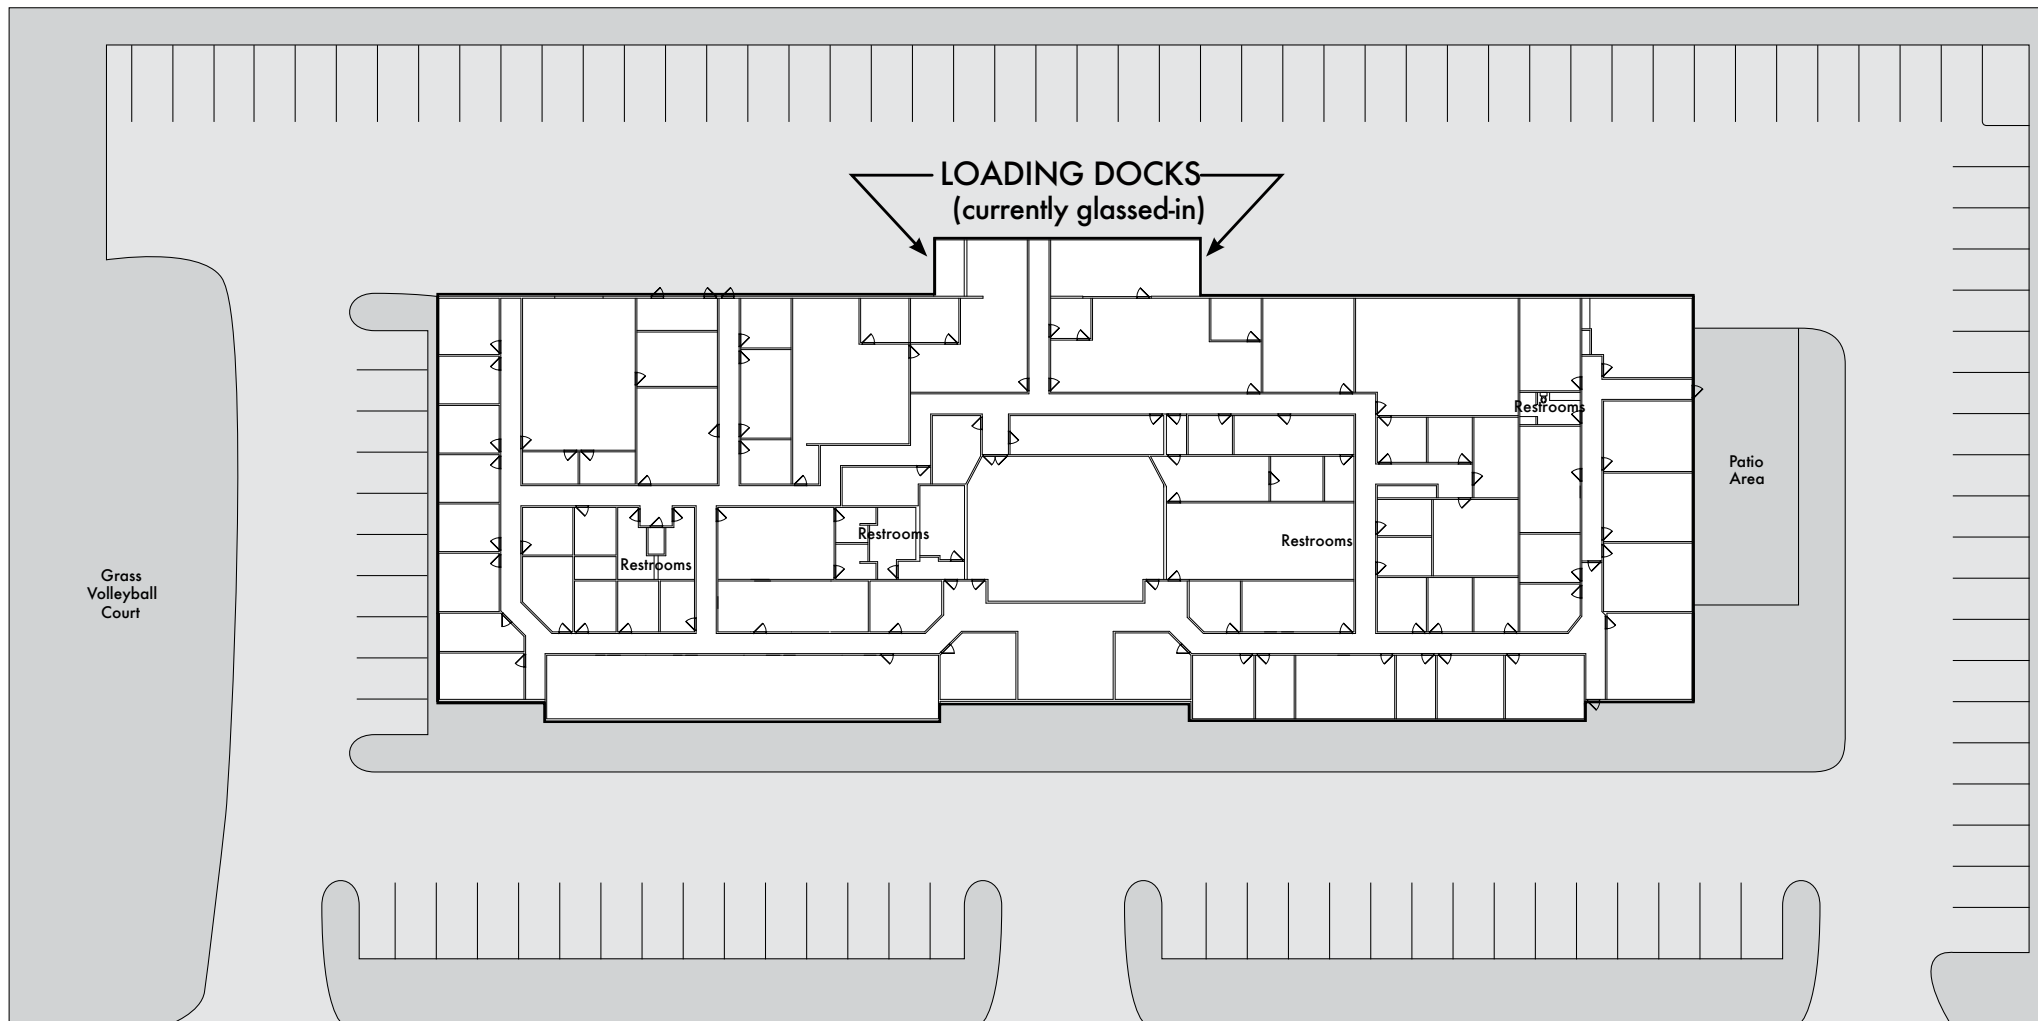 LOADING DOCKS
(currently glassed-in)
Restrooms
Patio
Area
Restrooms
Restrooms
Restrooms
Grass
Volleyball
Court